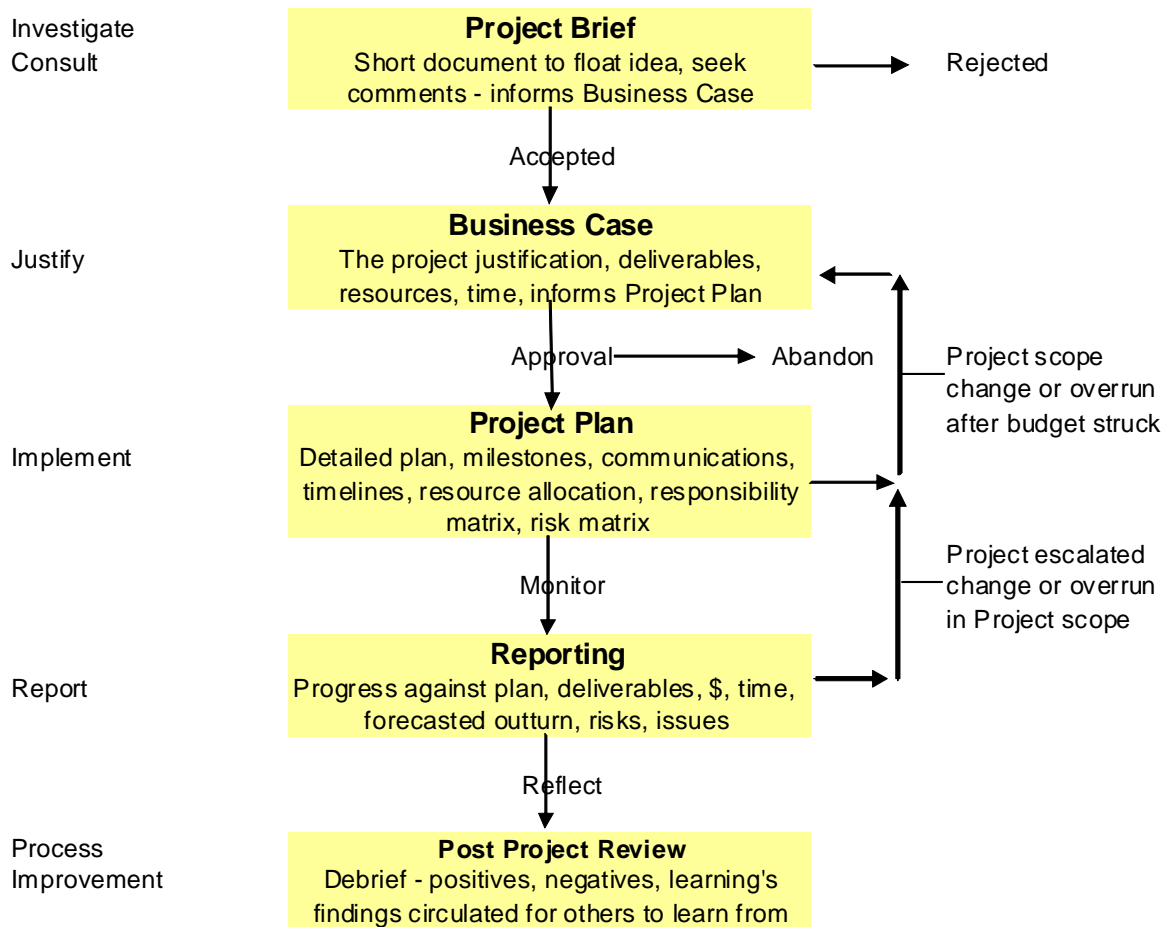 Investigate
Consult
Project Brief
Short document to float idea, seek
comments - informs Business Case
Rejected
Accepted
Justify
Business Case
The project justification, deliverables,
resources, time, informs Project Plan
Approval
Abandon
Project scope
change or overrun
after budget struck
Implement
Project Plan
Detailed plan, milestones, communications,
timelines, resource allocation, responsibility
matrix, risk matrix
Monitor
Project escalated
change or overrun
in Project scope
Report
Reporting
Progress against plan, deliverables, $, time,
forecasted outturn, risks, issues
Reflect
Process
Improvement
Post Project Review
Debrief - positives, negatives, learning's
findings circulated for others to learn from